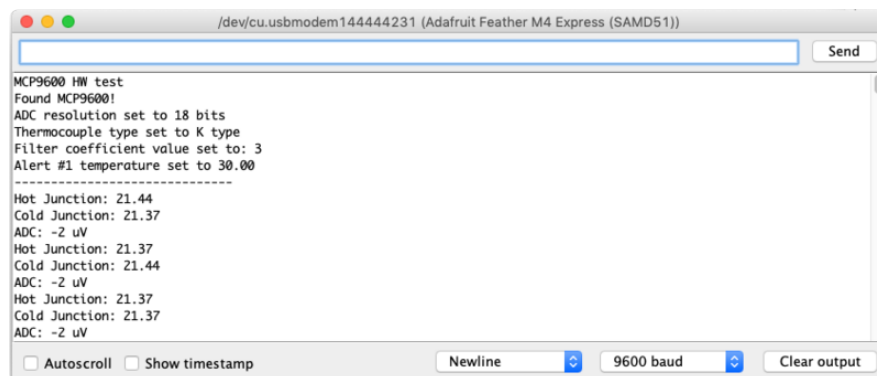 /dev/cu.usbmodem144444231 (Adafruit Feather M4 Express (SAMD51))
Send
MCP9600 HW test
Found MCP9600!
ADC resolution set to 18 bits
Thermocouple type set to K type
Filter coefficient value set to: 3
Alert #1 temperature set to 30.00
------------------------------
Hot Junction: 21.44
Cold Junction: 21.37
ADC: -2 uV
Hot Junction: 21.37
Cold Junction: 21.44
ADC: -2 uV
Hot Junction: 21.37
Cold Junction: 21.37
ADC: -2 uV
Autoscroll Show timestamp Newline 9600 baud Clear output